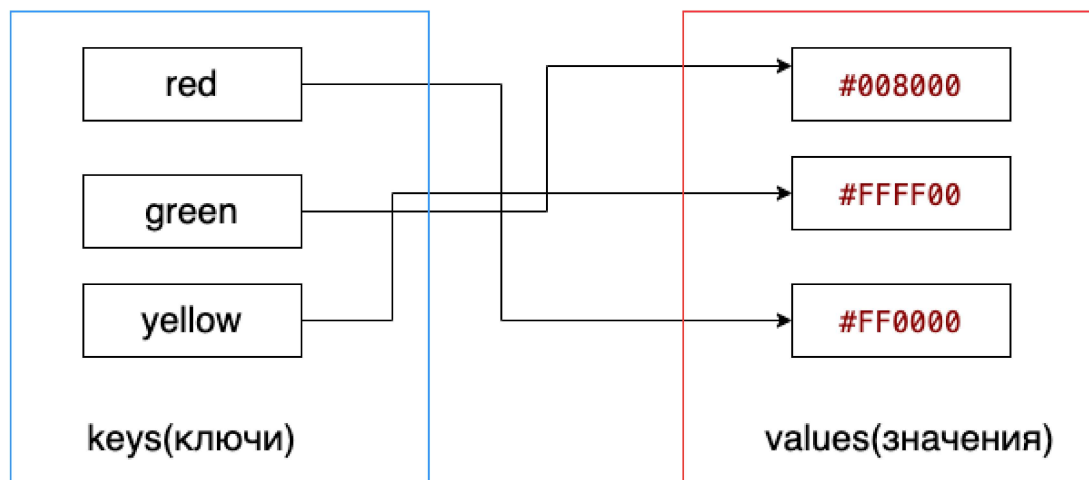 red
green
yellow
keys(ключи)
#008000
#FFFF00
#FF0000
values(значения)